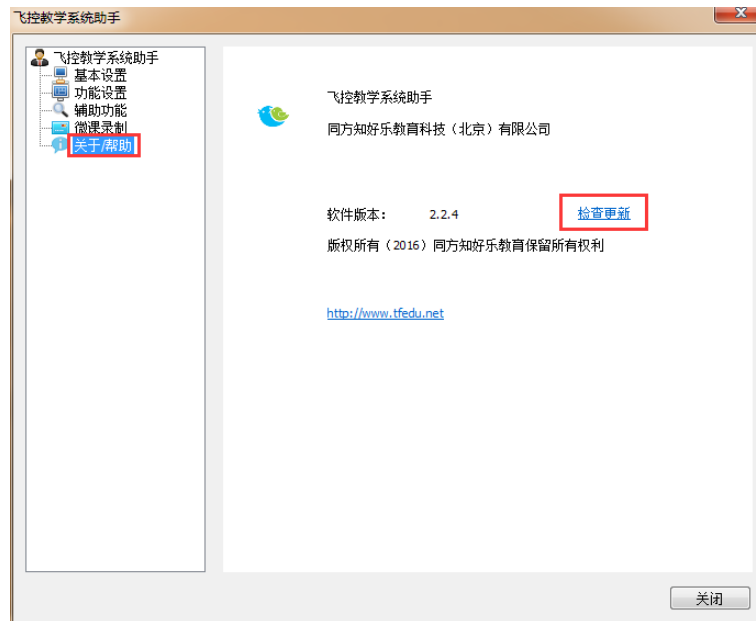 飞控教学系统助手
飞控教学系统助手
基本设置
功能设置
辅助功能
微课录制
关于/帮助
飞控教学系统助手
同方知好乐教育科技（北京）有限公司
软件版本： 2.2.4 检查更新
版权所有（2016）同方知好乐教育保留所有权利
http://www.tfedu.net
关闭